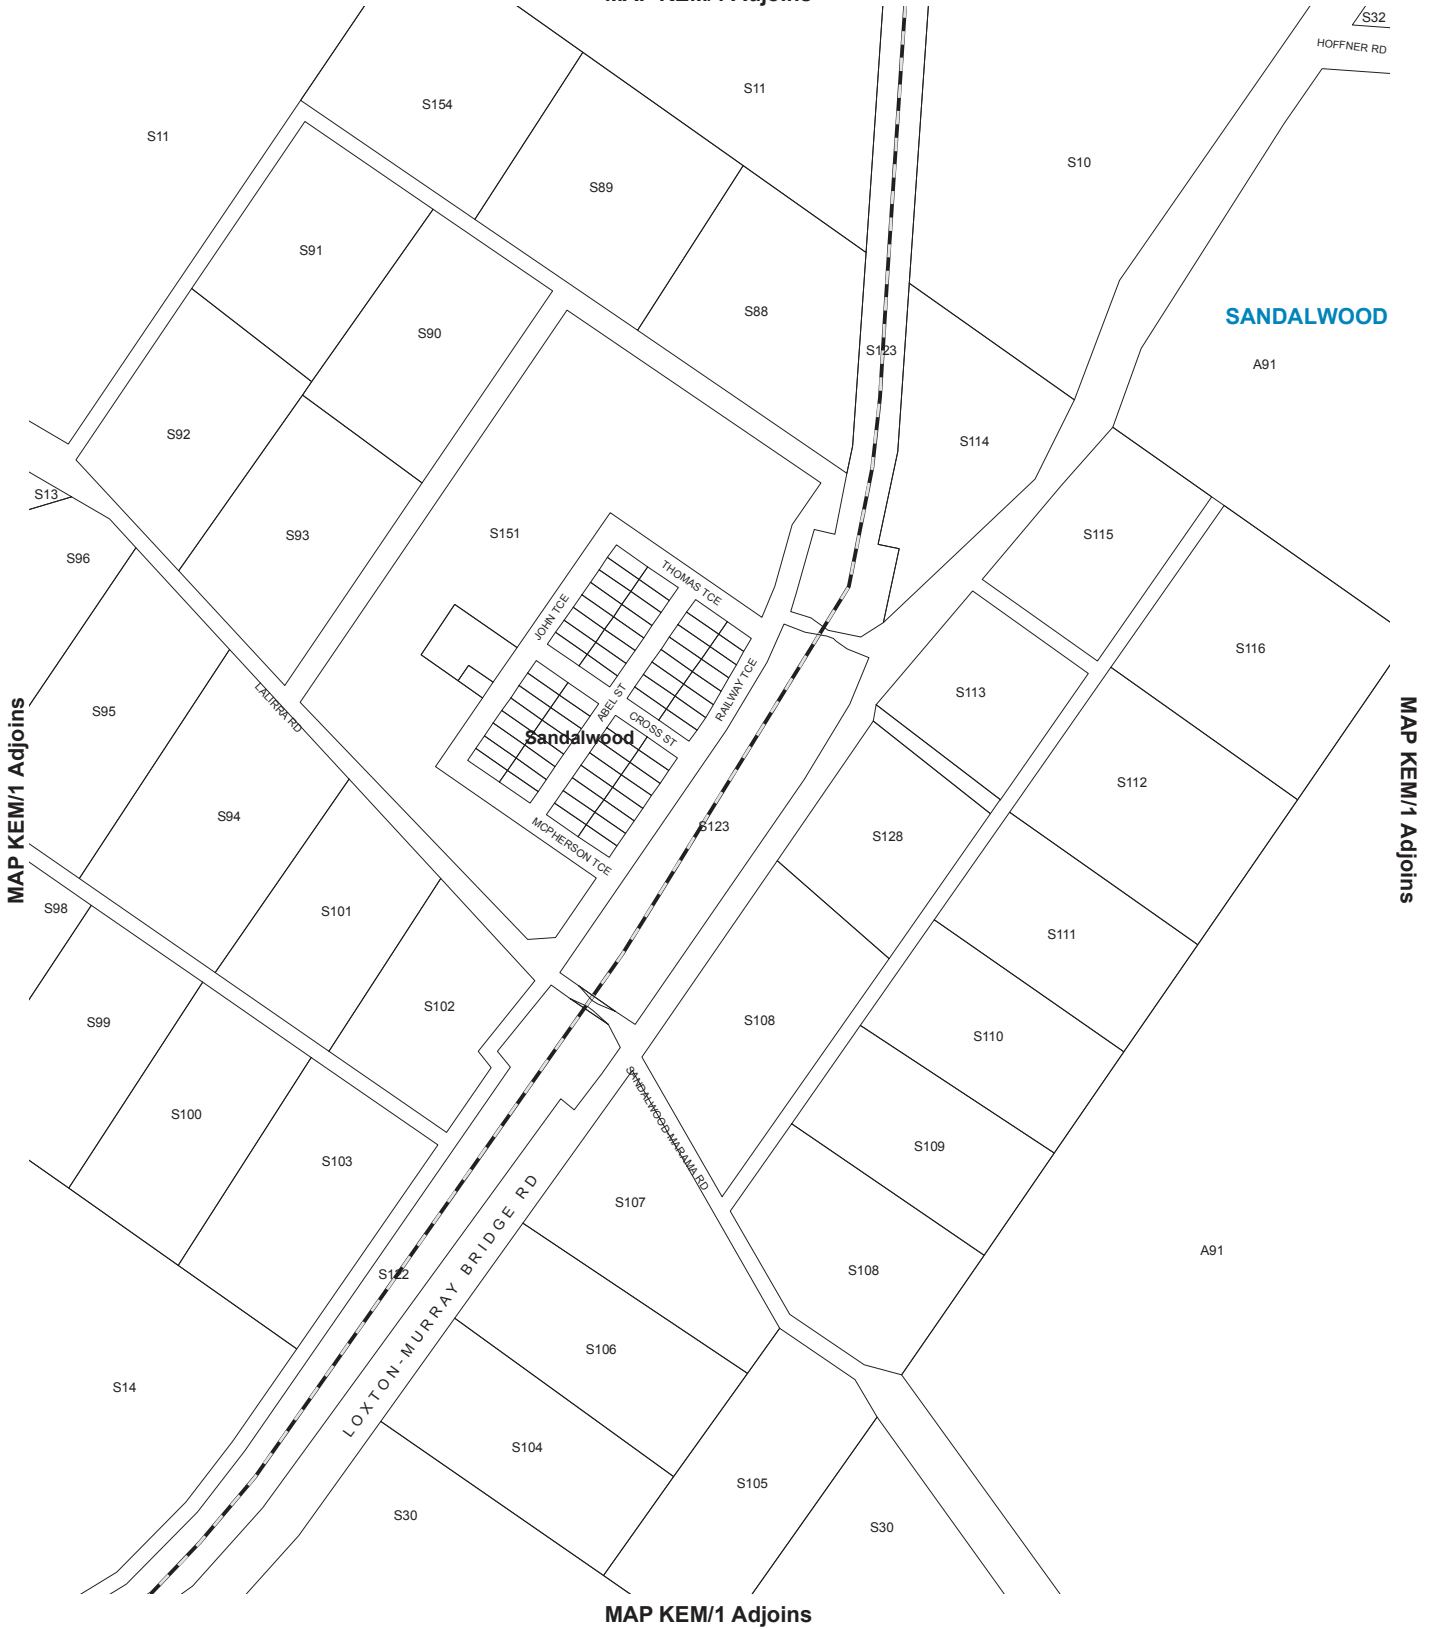 MAP KEM/1 Adjoins
S32
HOFFNER RD
S11
S154
S11
S10
S89
S91
S88
S90
SANDALWOOD
S123
A91
S92
S114
S13
S93
S151
S115
S96
THOMAS TCE
JOHN TCE
S116
S113
RAILWAY TCE
LALIRRA RD
ABEL ST
S95
CROSS ST
Sandalwood
MAP KEM/1 Adjoins
MAP KEM/1 Adjoins
S112
S94
S123
S128
MCPHERSON TCE
S98
S101
S111
S102
S99
S108
S110
S100
SANDALWOOD-MARAMA RD
S109
S103
S107
S122
LOXTON-MURRAY BRIDGE RD
S108
A91
S106
S14
S104
S105
S30
S30
MAP KEM/1 Adjoins